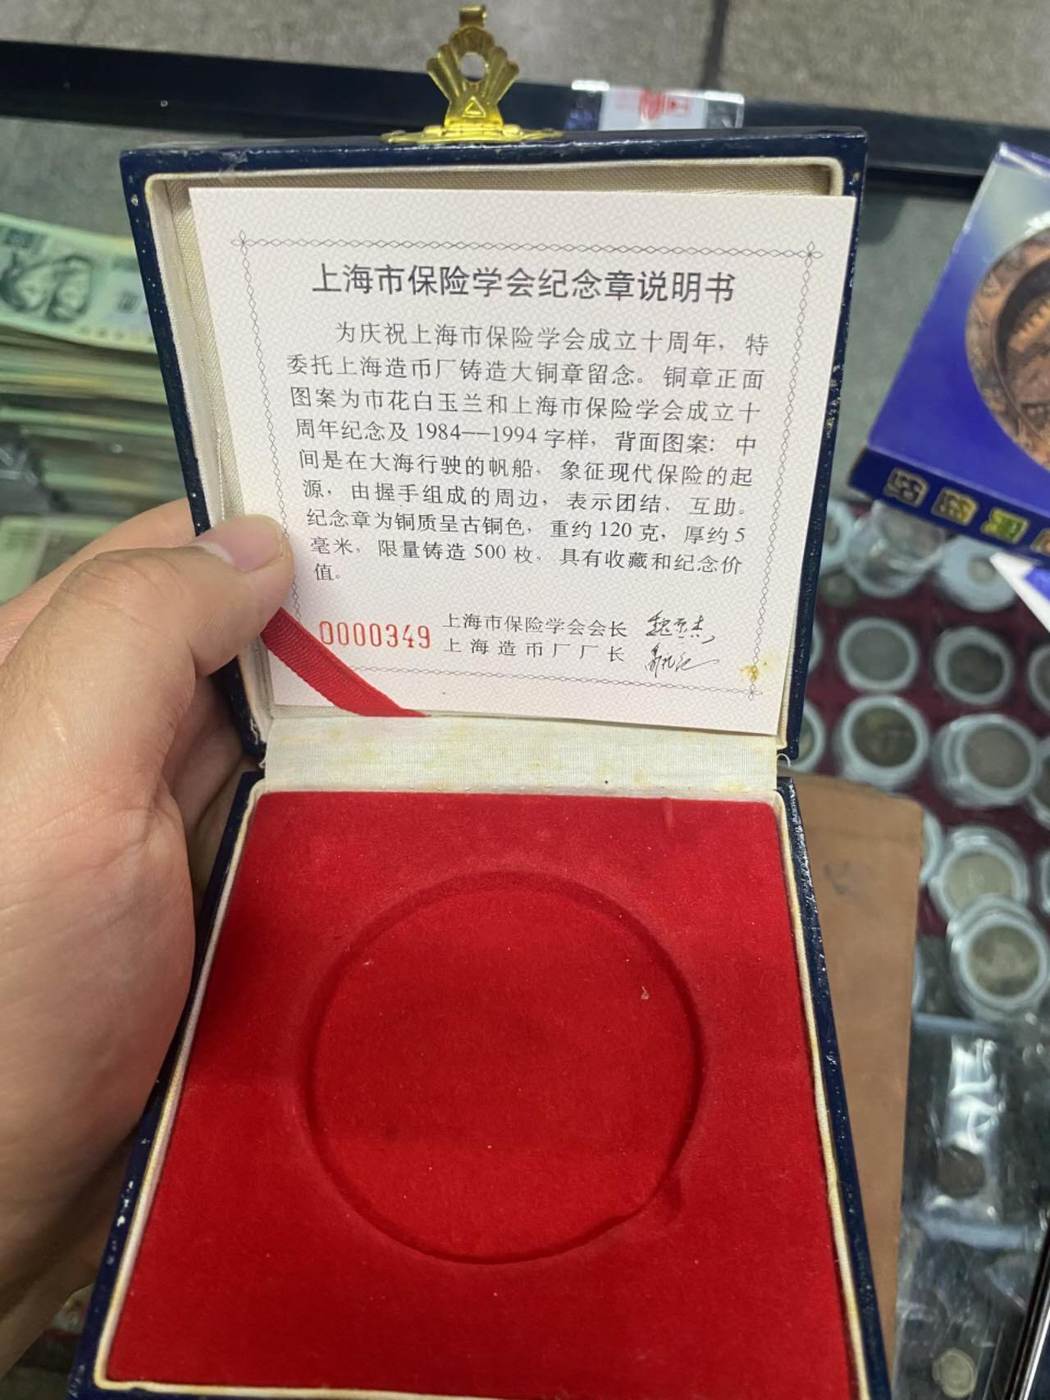 上海市保险学会纪念章说明书
为庆祝上海市保险学会成立十周年，特
委托上海造币厂铸造大铜章留念。铜章正面
图案为市花白玉兰和上海市保险学会成立十
周年纪念及1984—1994字样，背面图案：中
间是在大海行驶的帆船，象征现代保险的起
源，由握手组成的周边，表示团结、互助。
纪念章为铜质呈古铜色，重约120克，厚约5
毫米，限量铸造500枚，具有收藏和纪念价
值。
0000349
上海市保险学会会长
上海造币厂厂长